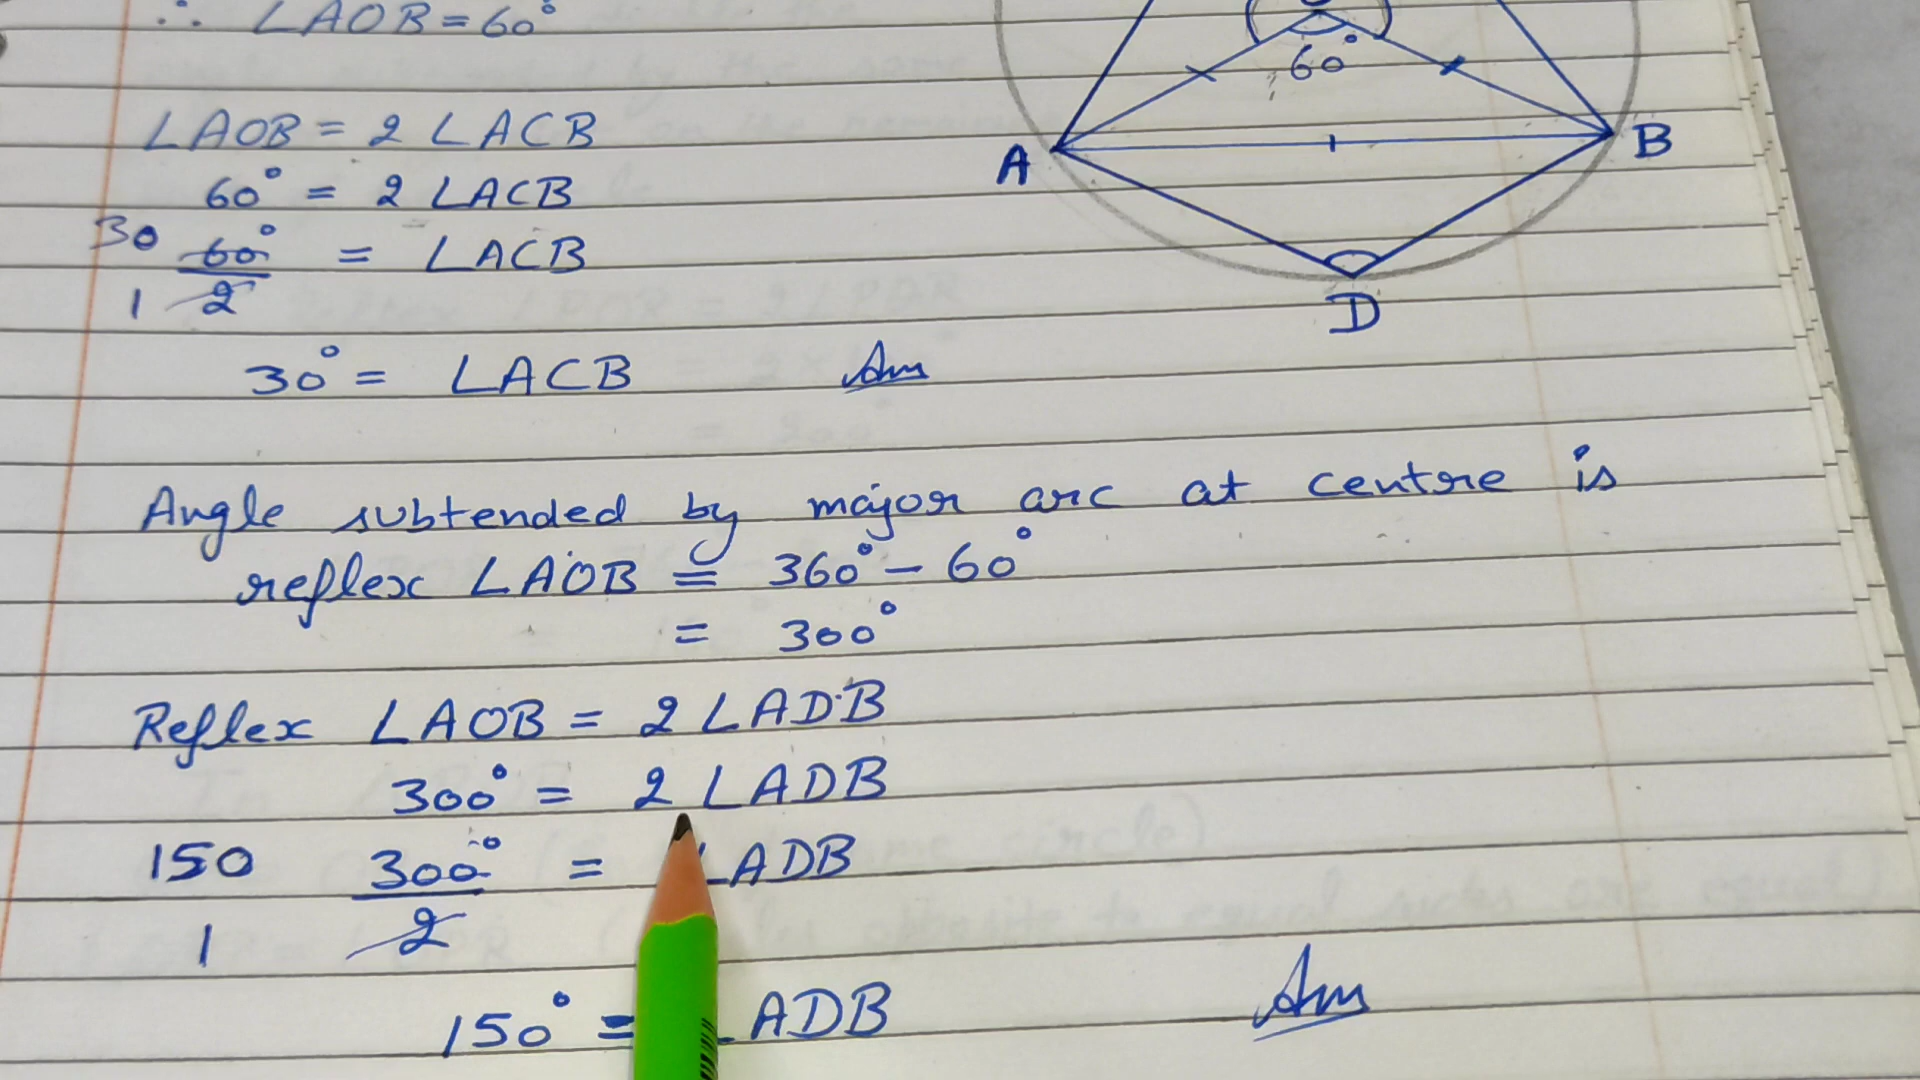 ∴ ∠AOB = 60°
∠AOB = 2 ∠ACB
60° = 2 ∠ACB
30 60° = ∠ACB
1 2
30° = ∠ACB Ans
Angle subtended by major arc at centre is
reflex ∠AOB = 360° - 60°
= 300°
Reflex ∠AOB = 2 ∠ADB
300° = 2 ∠ADB
150 300° = ∠ADB
1 2
150° = ∠ADB Ans
60°
A
B
D